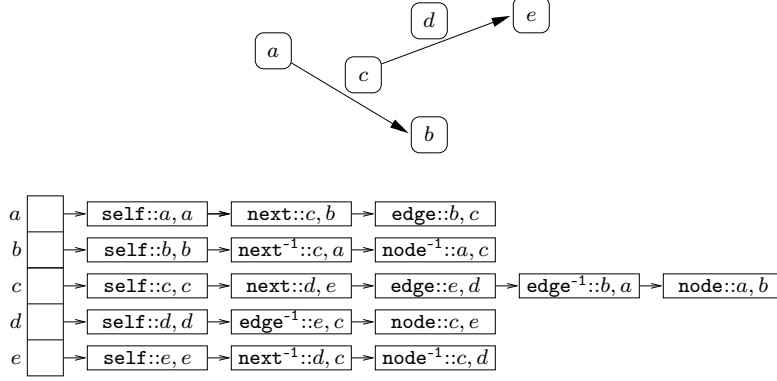 d e
a c
b
a self::a, a next::c, b edge::b, c
b self::b, b next⁻¹::c, a node⁻¹::a, c
c self::c, c next::d, e edge::e, d edge⁻¹::b, a node::a, b
d self::d, d edge⁻¹::e, c node::c, e
e self::e, e next⁻¹::d, c node⁻¹::c, d